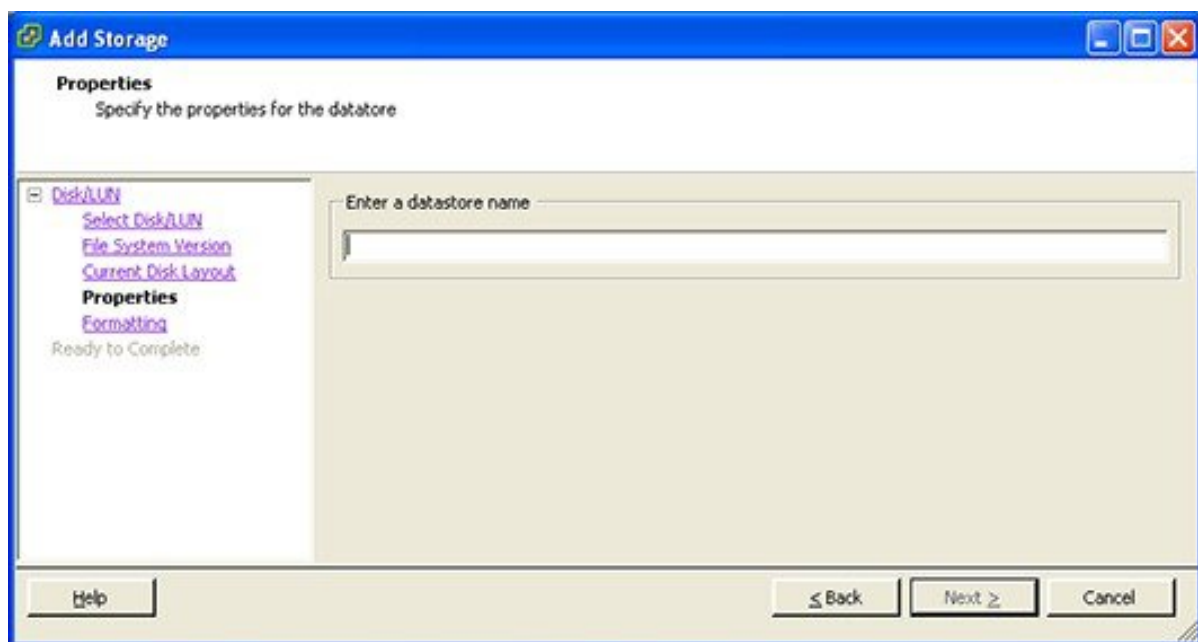 Add Storage
Properties
Specify the properties for the datatore
Disk/LUN
Select Disk/LUN
File System Version
Current Disk Layout
Properties
Formatting
Ready to Complete
Enter a datastore name
Help
< Back
Next >
Cancel